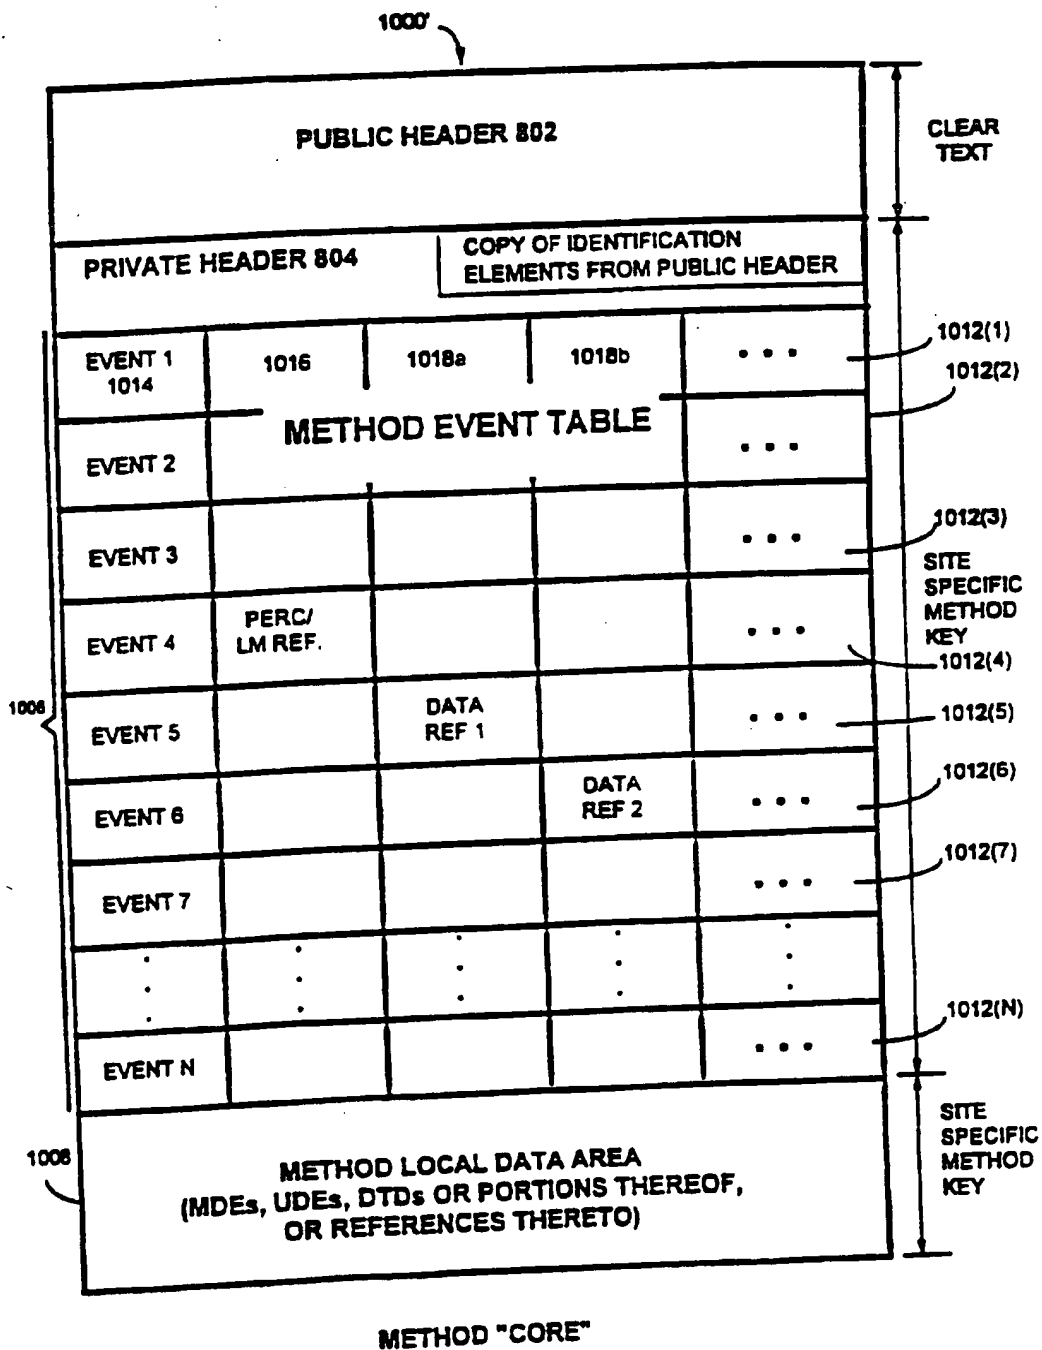 1000'
PUBLIC HEADER 802
CLEAR
TEXT
PRIVATE HEADER 804
COPY OF IDENTIFICATION
ELEMENTS FROM PUBLIC HEADER
EVENT 1
1014
1016
1018a
1018b
• • •
1012(1)
1012(2)
METHOD EVENT TABLE
EVENT 2
• • •
EVENT 3
• • •
1012(3)
SITE
SPECIFIC
METHOD
KEY
EVENT 4
PERC/
LM REF.
• • •
1012(4)
1006
EVENT 5
DATA
REF 1
• • •
1012(5)
EVENT 6
DATA
REF 2
• • •
1012(6)
EVENT 7
• • •
1012(7)
EVENT N
• • •
1012(N)
1008
METHOD LOCAL DATA AREA
(MDEs, UDEs, DTDs OR PORTIONS THEREOF,
OR REFERENCES THERETO)
SITE
SPECIFIC
METHOD
KEY
METHOD "CORE"